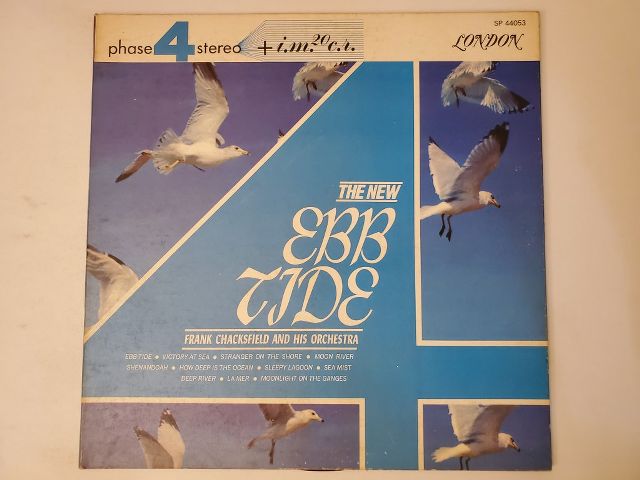 phase 4 stereo + i.m.20c.r.
SP 44053
LONDON
THE NEW
EBB
TIDE
FRANK CHACKSFIELD AND HIS ORCHESTRA
EBB TIDE • VICTORY AT SEA • STRANGER ON THE SHORE • MOON RIVER
SHENANDOAH • HOW DEEP IS THE OCEAN • SLEEPY LAGOON • SEA MIST
DEEP RIVER • LA MER • MOONLIGHT ON THE GANGES